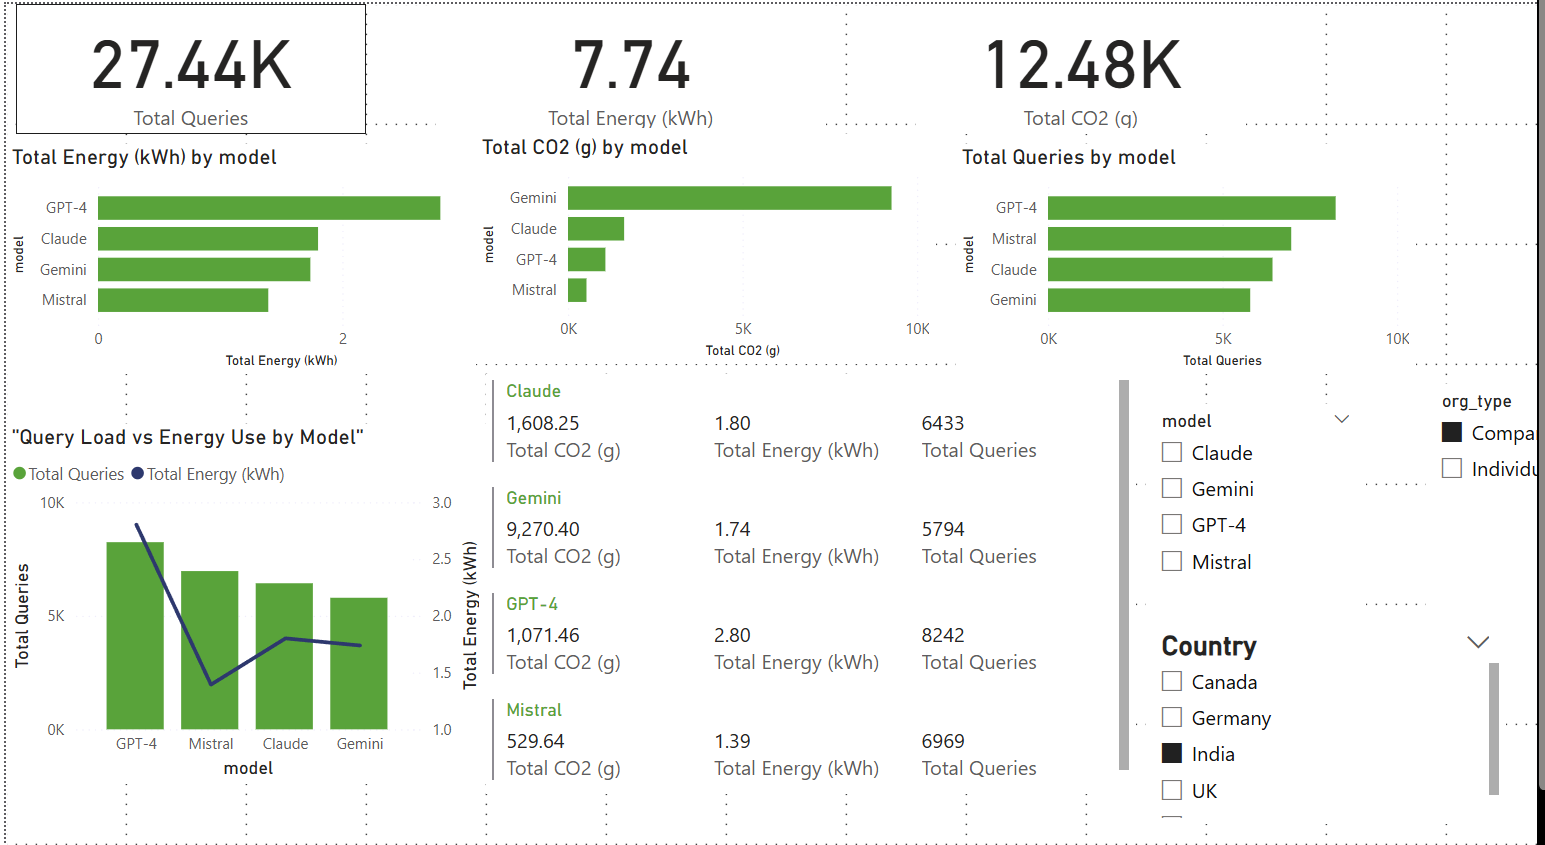 27.44K
Total Queries
7.74
Total Energy (kWh)
12.48K
Total CO2 (g)
Total Energy (kWh) by model
model
GPT-4
Claude
Gemini
Mistral
0 2
Total Energy (kWh)
Total CO2 (g) by model
model
Gemini
Claude
GPT-4
Mistral
0K 5K 10K
Total CO2 (g)
Total Queries by model
model
GPT-4
Mistral
Claude
Gemini
0K 5K 10K
Total Queries
"Query Load vs Energy Use by Model"
Total Queries Total Energy (kWh)
Total Queries
10K
5K
0K
3.0
2.5
2.0
1.5
1.0
Total Energy (kWh)
GPT-4 Mistral Claude Gemini
model
Claude
1,608.25 1.80 6433
Total CO2 (g) Total Energy (kWh) Total Queries
Gemini
9,270.40 1.74 5794
Total CO2 (g) Total Energy (kWh) Total Queries
GPT-4
1,071.46 2.80 8242
Total CO2 (g) Total Energy (kWh) Total Queries
Mistral
529.64 1.39 6969
Total CO2 (g) Total Energy (kWh) Total Queries
model
Claude
Gemini
GPT-4
Mistral
org_type
Compa
Individu
Country
Canada
Germany
India
UK